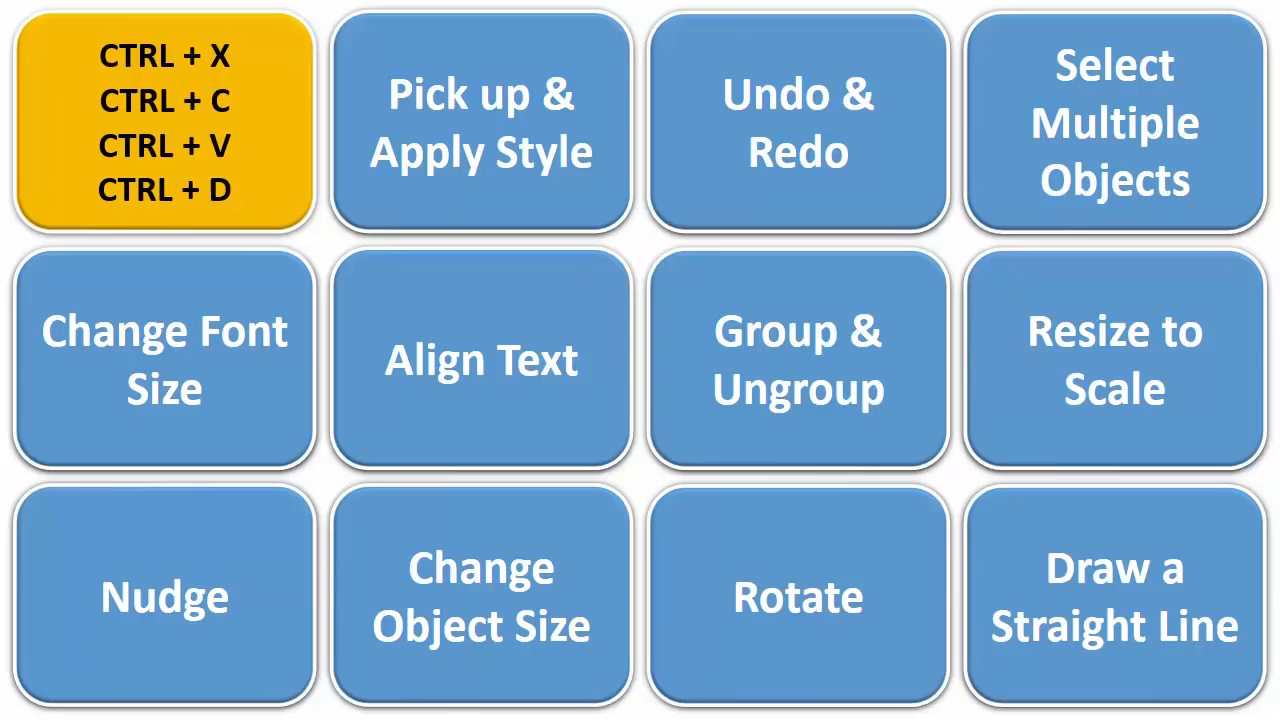 CTRL + X
CTRL + C
CTRL + V
CTRL + D
Pick up &
Apply Style
Undo &
Redo
Select
Multiple
Objects
Change Font
Size
Align Text
Group &
Ungroup
Resize to
Scale
Nudge
Change
Object Size
Rotate
Draw a
Straight Line